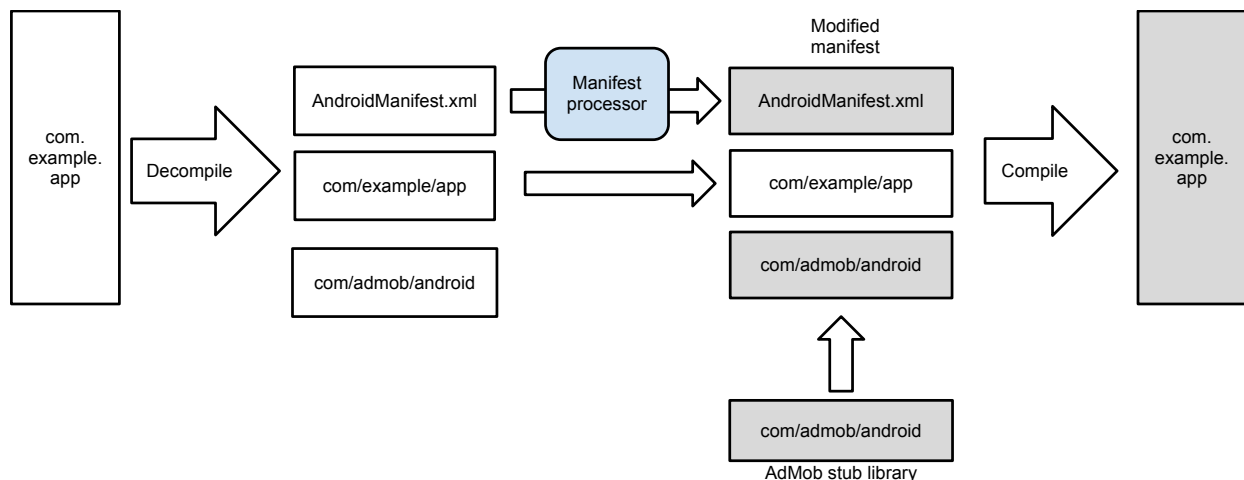 com.
example.
app
Decompile
AndroidManifest.xml
com/example/app
com/admob/android
Manifest
processor
Modified
manifest
AndroidManifest.xml
com/example/app
com/admob/android
com/admob/android
AdMob stub library
Compile
com.
example.
app